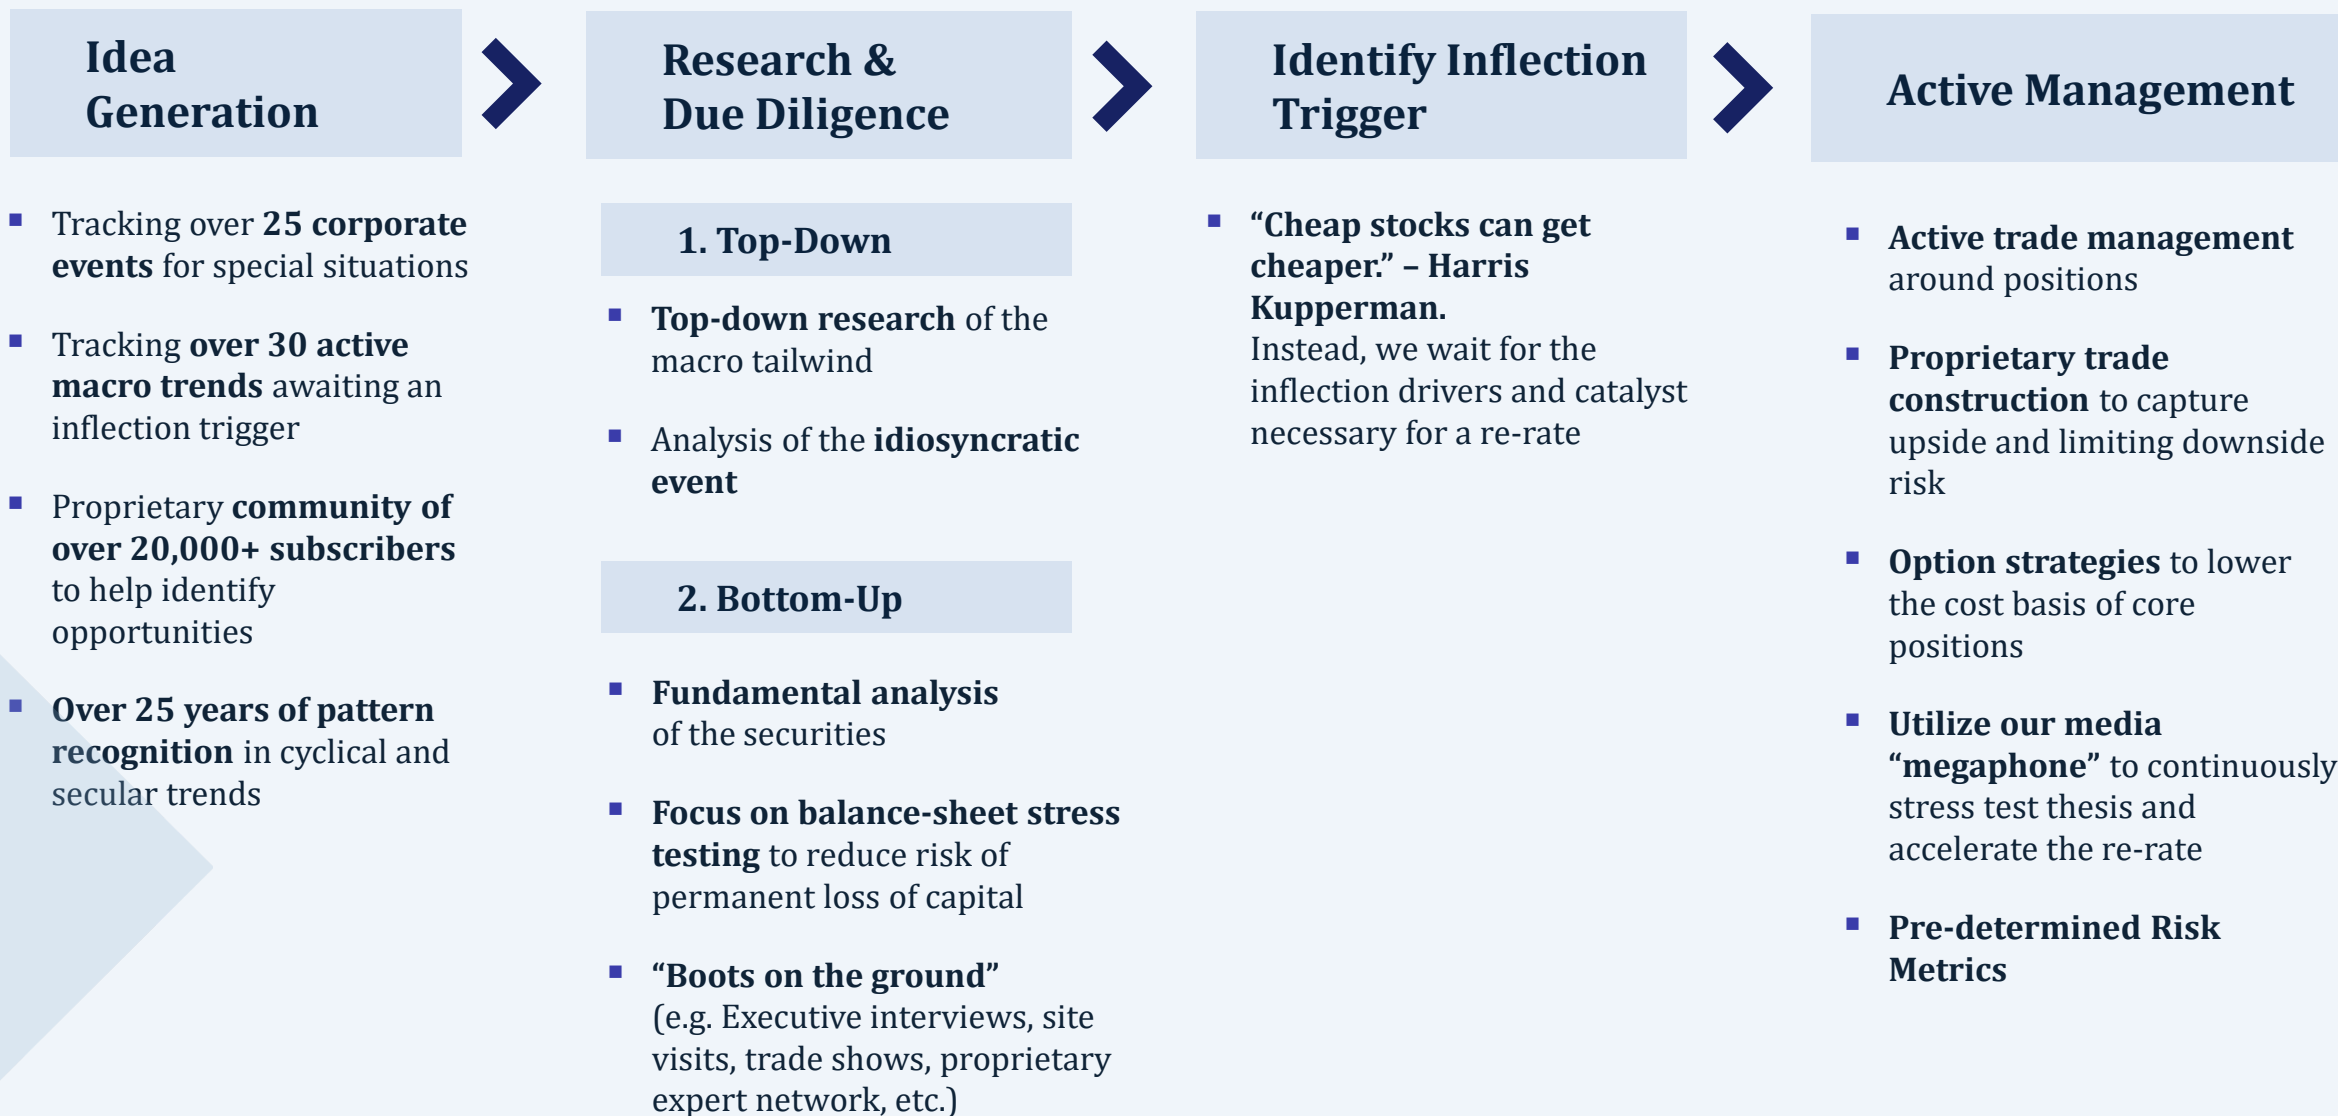 Idea
Generation
Tracking over 25 corporate
events for special situations
Tracking over 30 active
macro trends awaiting an
inflection trigger
Proprietary community of
over 20,000+ subscribers
to help identify
opportunities
Over 25 years of pattern
recognition in cyclical and
secular trends
Research &
Due Diligence
1. Top-Down
Top-down research of the
macro tailwind
Analysis of the idiosyncratic
event
2. Bottom-Up
Fundamental analysis
of the securities
Focus on balance-sheet stress
testing to reduce risk of
permanent loss of capital
“Boots on the ground”
(e.g. Executive interviews, site
visits, trade shows, proprietary
expert network, etc.)
Identify Inflection
Trigger
“Cheap stocks can get
cheaper.” – Harris
Kupperman.
Instead, we wait for the
inflection drivers and catalyst
necessary for a re-rate
Active Management
Active trade management
around positions
Proprietary trade
construction to capture
upside and limiting downside
risk
Option strategies to lower
the cost basis of core
positions
Utilize our media
“megaphone” to continuously
stress test thesis and
accelerate the re-rate
Pre-determined Risk
Metrics